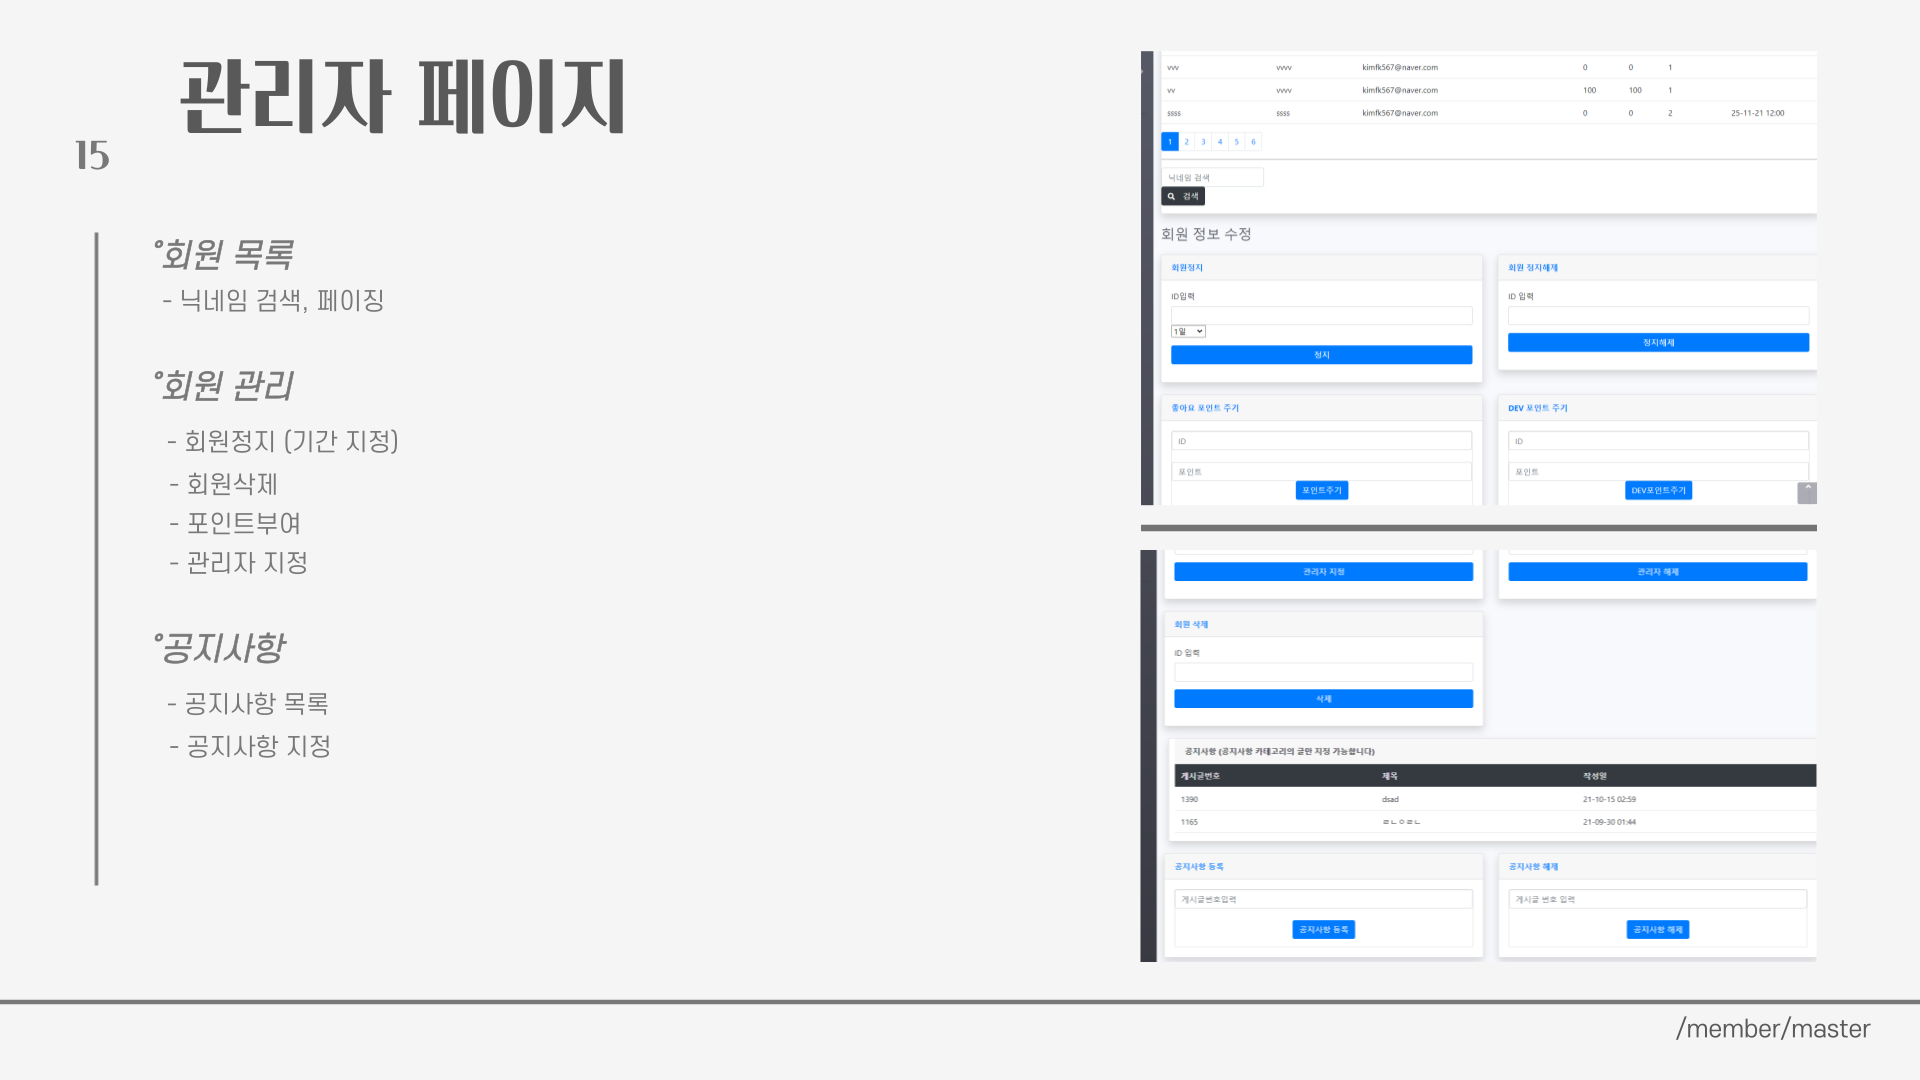 관리자 페이지
15
°회원 목록
- 닉네임 검색, 페이징
°회원 관리
- 회원정지 (기간 지정)
- 회원삭제
- 포인트부여
- 관리자 지정
°공지사항
- 공지사항 목록
- 공지사항 지정
vvv vvvv kimfk567@naver.com 0 0 1
vv vvvv kimfk567@naver.com 100 100 1
ssss ssss kimfk567@naver.com 0 0 2 25-11-21 12:00
1 2 3 4 5 6
닉네임 검색
검색
회원 정보 수정
회원정지 회원 정지해제
ID입력 ID 입력
1일
정지 정지해제
좋아요 포인트 주기 DEV 포인트 주기
ID ID
포인트 포인트
포인트주기 DEV포인트주기
관리자 지정 관리자 해제
회원 삭제
ID 입력
삭제
공지사항 (공지사항 카테고리의 글만 지정 가능합니다)
게시글번호 제목 작성일
1390 dsad 21-10-15 02:59
1165 ㄹㄴㅇㄹㄴ 21-09-30 01:44
공지사항 등록 공지사항 해제
게시글번호입력 게시글 번호 입력
공지사항 등록 공지사항 해제
/member/master